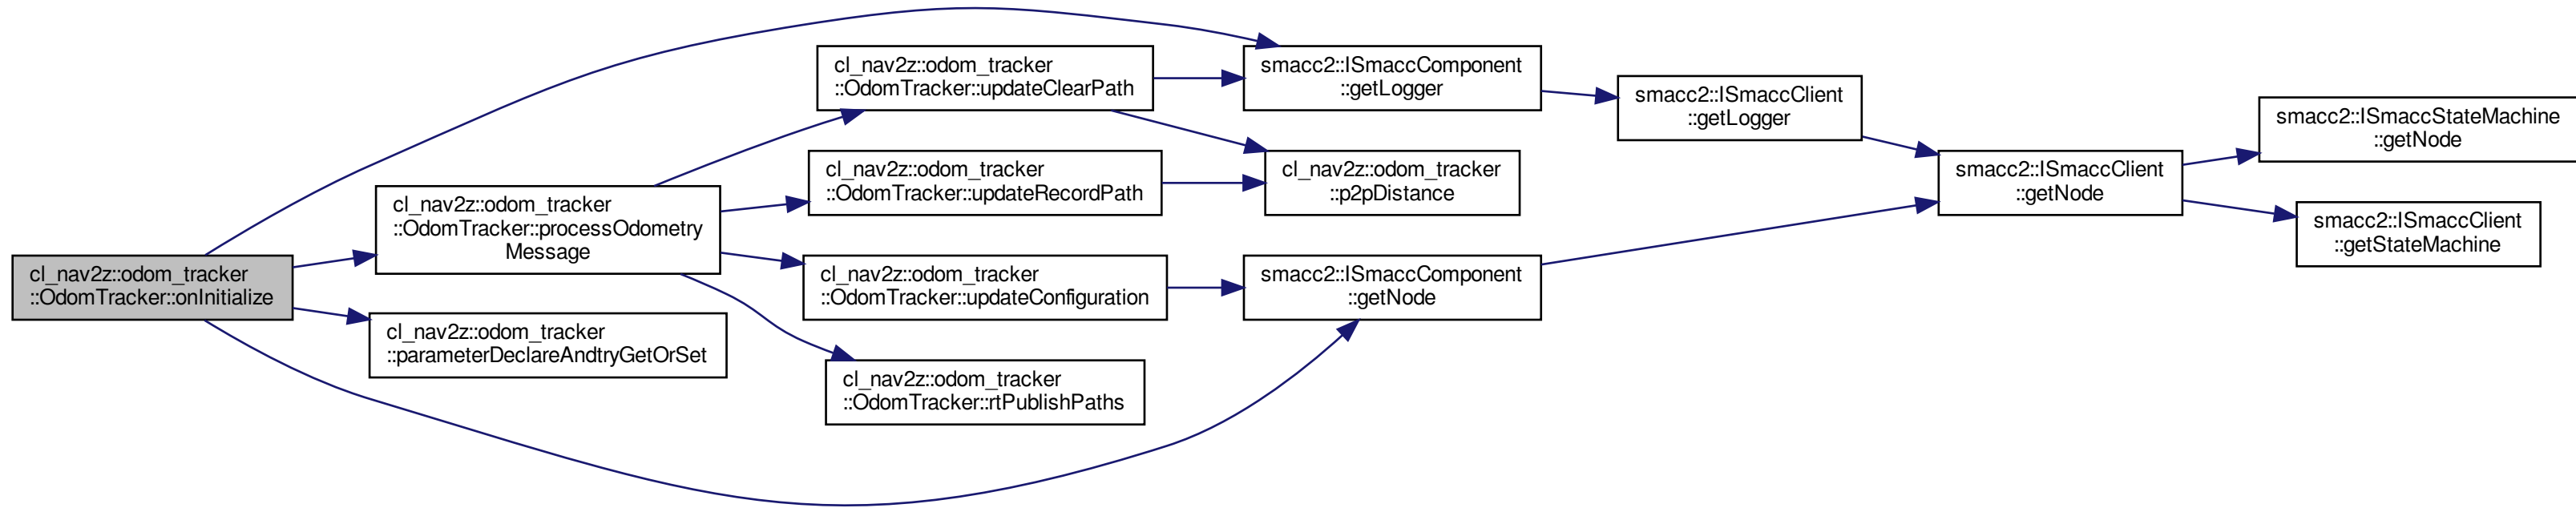 cl_nav2z::odom_tracker
::OdomTracker::onInitialize
cl_nav2z::odom_tracker
::OdomTracker::processOdometry
Message
cl_nav2z::odom_tracker
::parameterDeclareAndtryGetOrSet
cl_nav2z::odom_tracker
::OdomTracker::updateClearPath
cl_nav2z::odom_tracker
::OdomTracker::updateRecordPath
cl_nav2z::odom_tracker
::OdomTracker::updateConfiguration
cl_nav2z::odom_tracker
::OdomTracker::rtPublishPaths
smacc2::ISmaccComponent
::getLogger
cl_nav2z::odom_tracker
::p2pDistance
smacc2::ISmaccComponent
::getNode
smacc2::ISmaccClient
::getLogger
smacc2::ISmaccClient
::getNode
smacc2::ISmaccStateMachine
::getNode
smacc2::ISmaccClient
::getStateMachine